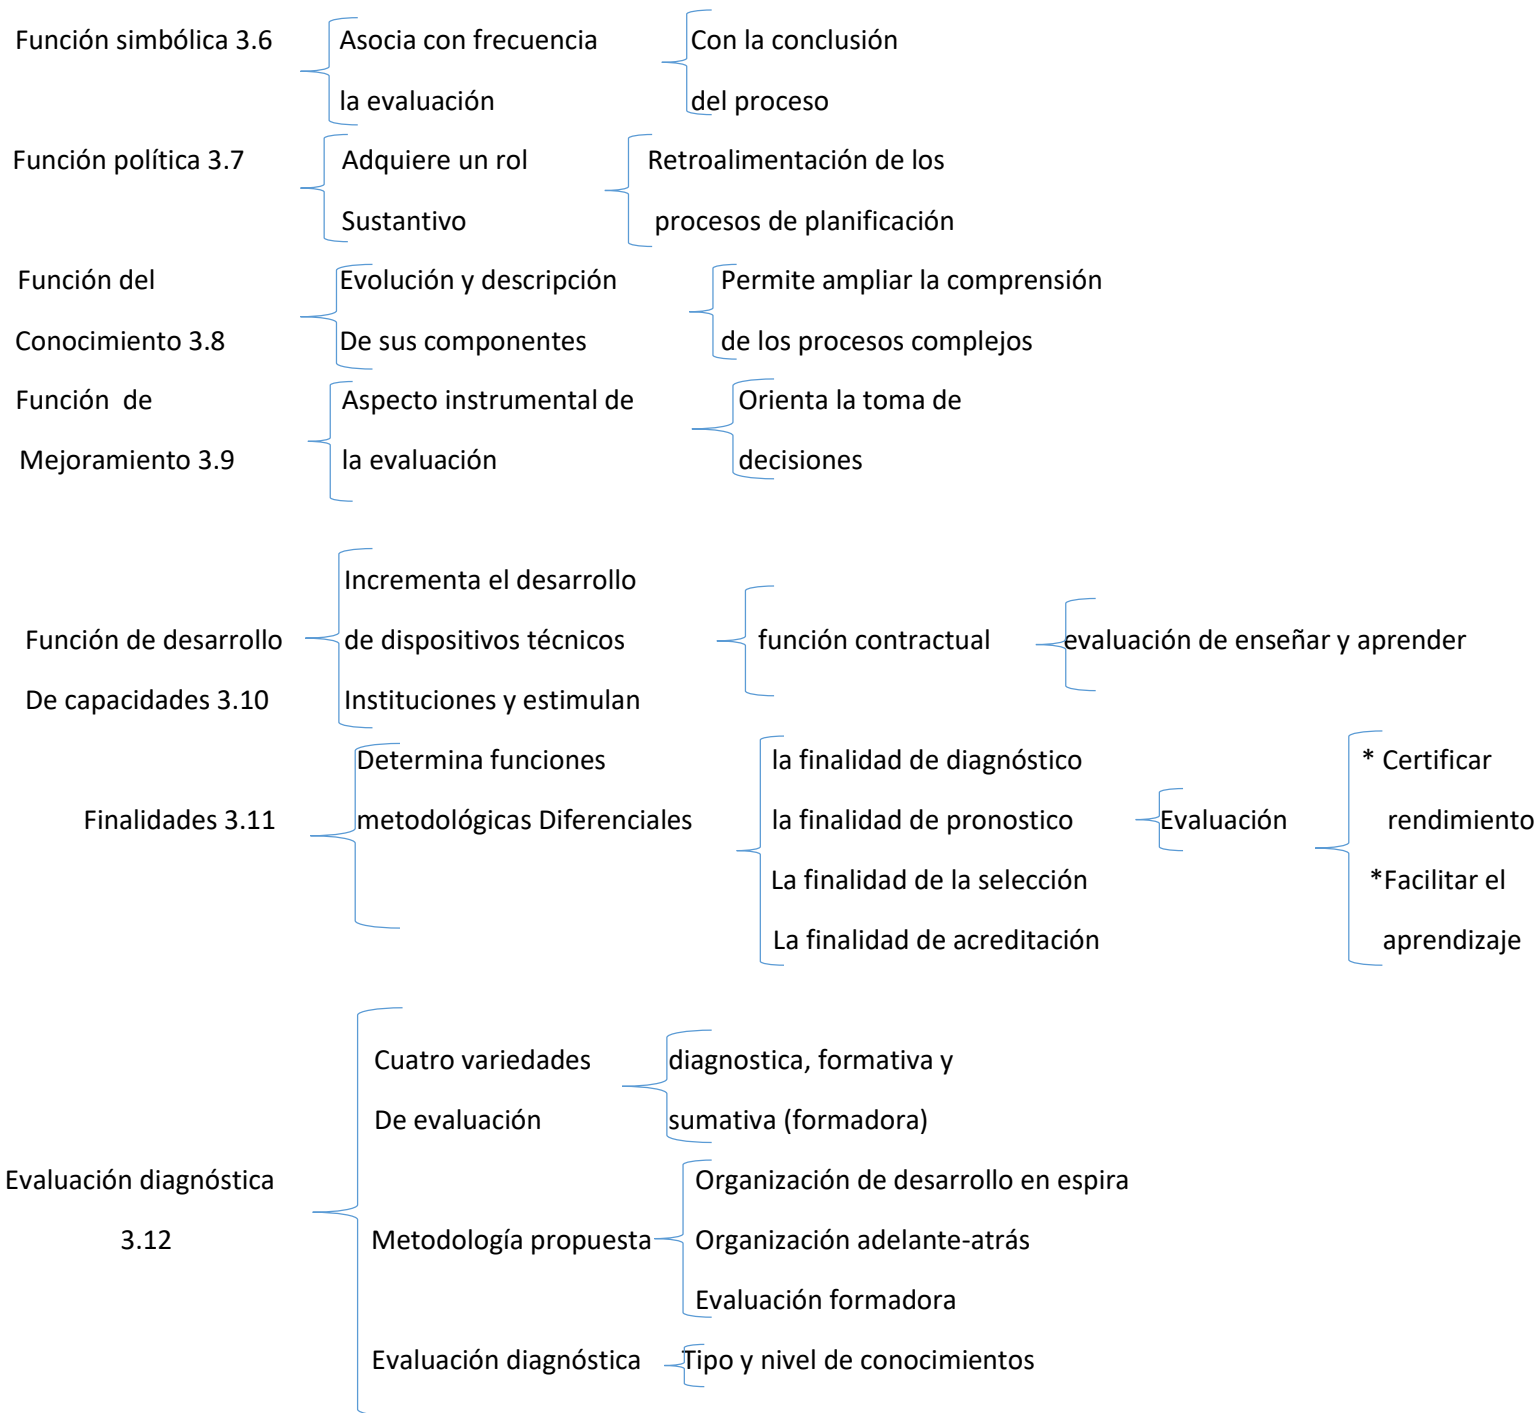 Función simbólica 3.6 Asocia con frecuencia Con la conclusión
la evaluación del proceso
Función política 3.7 Adquiere un rol Retroalimentación de los
Sustantivo procesos de planificación
Función del Evolución y descripción Permite ampliar la comprensión
Conocimiento 3.8 De sus componentes de los procesos complejos
Función de Aspecto instrumental de Orienta la toma de
Mejoramiento 3.9 la evaluación decisiones
Incrementa el desarrollo
Función de desarrollo de dispositivos técnicos función contractual evaluación de enseñar y aprender
De capacidades 3.10 Instituciones y estimulan
Determina funciones la finalidad de diagnóstico * Certificar
Finalidades 3.11 metodológicas Diferenciales la finalidad de pronostico Evaluación rendimiento
La finalidad de la selección *Facilitar el
La finalidad de acreditación aprendizaje
Cuatro variedades diagnostica, formativa y
De evaluación sumativa (formadora)
Evaluación diagnóstica Organización de desarrollo en espira
3.12 Metodología propuesta Organización adelante-atrás
Evaluación formadora
Evaluación diagnóstica Tipo y nivel de conocimientos